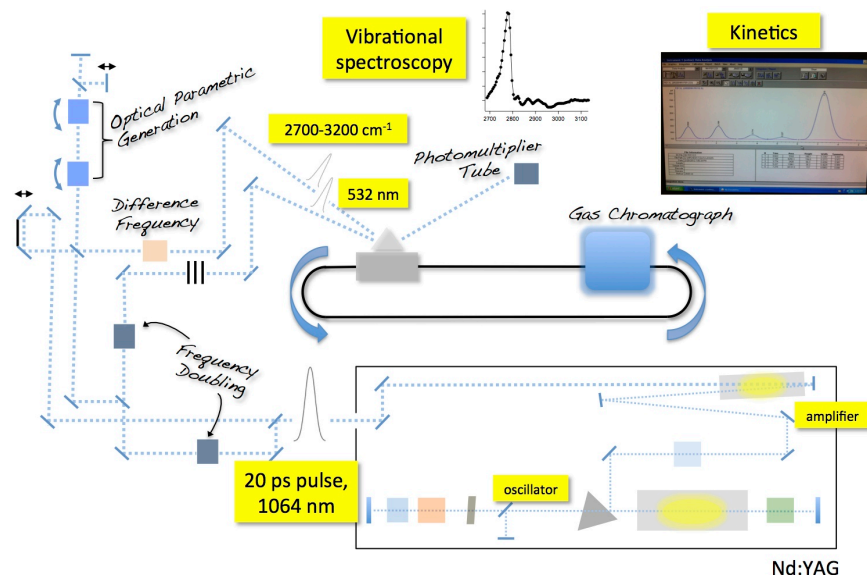 Vibrational
spectroscopy
Kinetics
2700 2800 2900 3000 3100
Optical Parametric
Generation
2700-3200 cm-1
Photomultiplier
Tube
532 nm
Difference
Frequency
Gas Chromatograph
Frequency
Doubling
20 ps pulse,
1064 nm
oscillator
amplifier
Nd:YAG